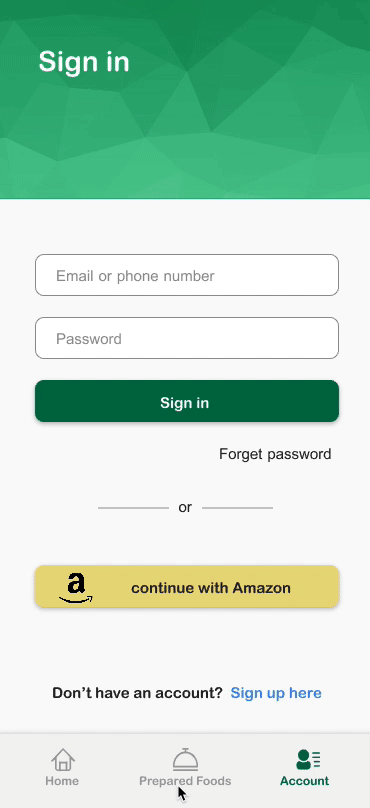 Sign in
Email or phone number
Password
Sign in
Forget password
or
a continue with Amazon
Don’t have an account? Sign up here
Home Prepared Foods Account